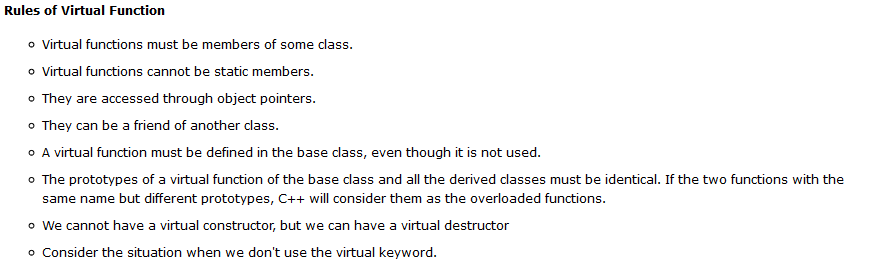 Rules of Virtual Function
Virtual functions must be members of some class.
Virtual functions cannot be static members.
They are accessed through object pointers.
They can be a friend of another class.
A virtual function must be defined in the base class, even though it is not used.
The prototypes of a virtual function of the base class and all the derived classes must be identical. If the two functions with the
same name but different prototypes, C++ will consider them as the overloaded functions.
We cannot have a virtual constructor, but we can have a virtual destructor
Consider the situation when we don't use the virtual keyword.